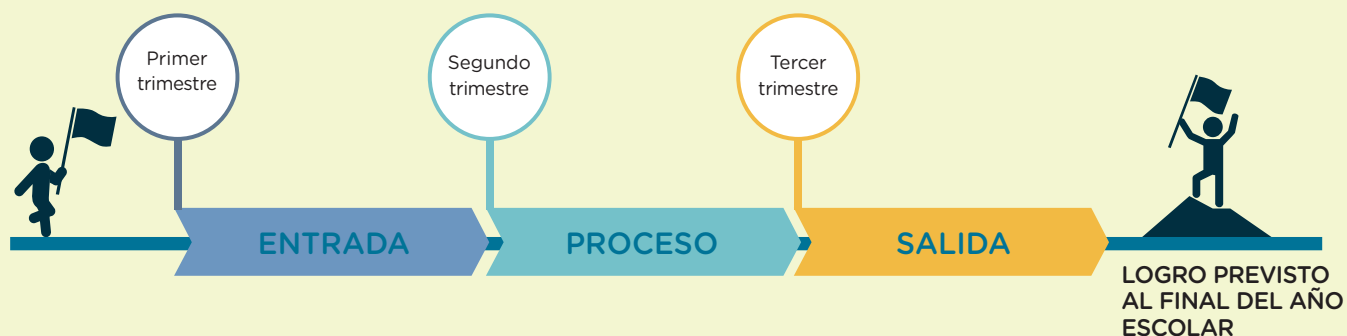 Primer
trimestre
Segundo
trimestre
Tercer
trimestre
ENTRADA
PROCESO
SALIDA
LOGRO PREVISTO
AL FINAL DEL AÑO
ESCOLAR